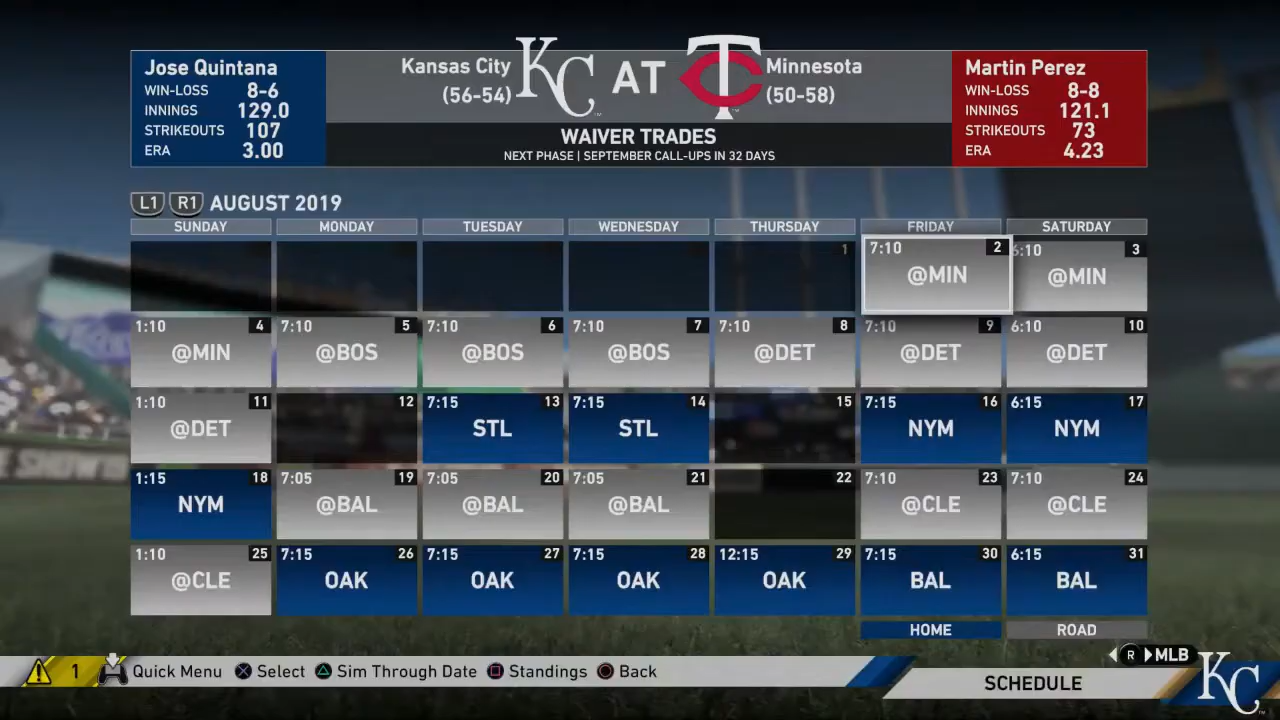 Jose Quintana
WIN-LOSS 8-6
INNINGS 129.0
STRIKEOUTS 107
ERA 3.00
Kansas City KC AT TC Minnesota
(56-54) (50-58)
WAIVER TRADES
NEXT PHASE | SEPTEMBER CALL-UPS IN 32 DAYS
Martin Perez
WIN-LOSS 8-8
INNINGS 121.1
STRIKEOUTS 73
ERA 4.23
L1 R1 AUGUST 2019
SUNDAY MONDAY TUESDAY WEDNESDAY THURSDAY FRIDAY SATURDAY
1 7:10 2 6:10 3
@MIN @MIN
1:10 4 7:10 5 7:10 6 7:10 7 7:10 8 7:10 9 6:10 10
@MIN @BOS @BOS @BOS @DET @DET @DET
1:10 11 12 7:15 13 7:15 14 15 7:15 16 6:15 17
@DET STL STL NYM NYM
1:15 18 7:05 19 7:05 20 7:05 21 22 7:10 23 7:10 24
NYM @BAL @BAL @BAL @CLE @CLE
1:10 25 7:15 26 7:15 27 7:15 28 12:15 29 7:15 30 6:15 31
@CLE OAK OAK OAK OAK BAL BAL
HOME ROAD
R MLB
1 Quick Menu Select Sim Through Date Standings Back
SCHEDULE KC